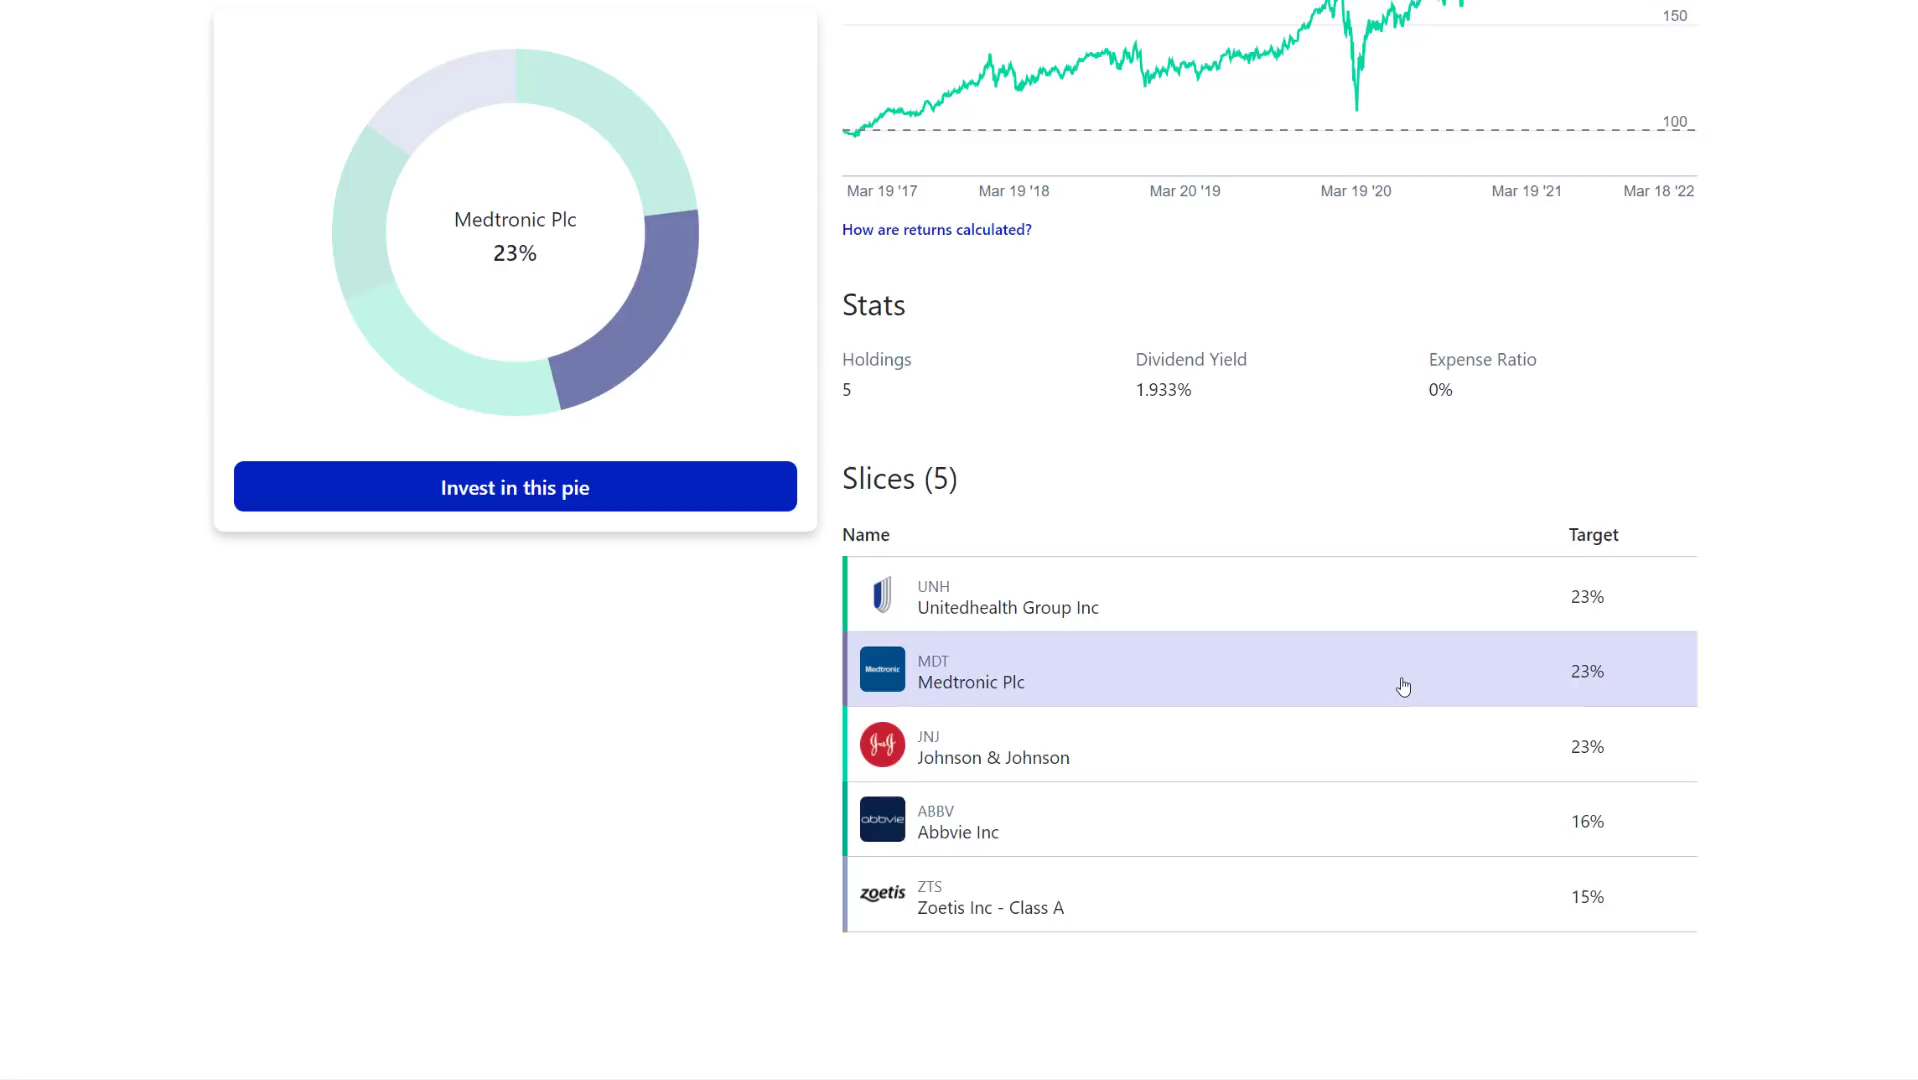 150
100
Mar 19 '17
Mar 19 '18
Mar 20 '19
Mar 19 '20
Mar 19 '21
Mar 18 '22
How are returns calculated?
Medtronic Plc
23%
Invest in this pie
Stats
Holdings
Dividend Yield
Expense Ratio
5
1.933%
0%
Slices (5)
Name
Target
UNH
Unitedhealth Group Inc
23%
Medtronic
MDT
Medtronic Plc
23%
J&J
JNJ
Johnson & Johnson
23%
abbvie
ABBV
Abbvie Inc
16%
zoetis
ZTS
Zoetis Inc - Class A
15%